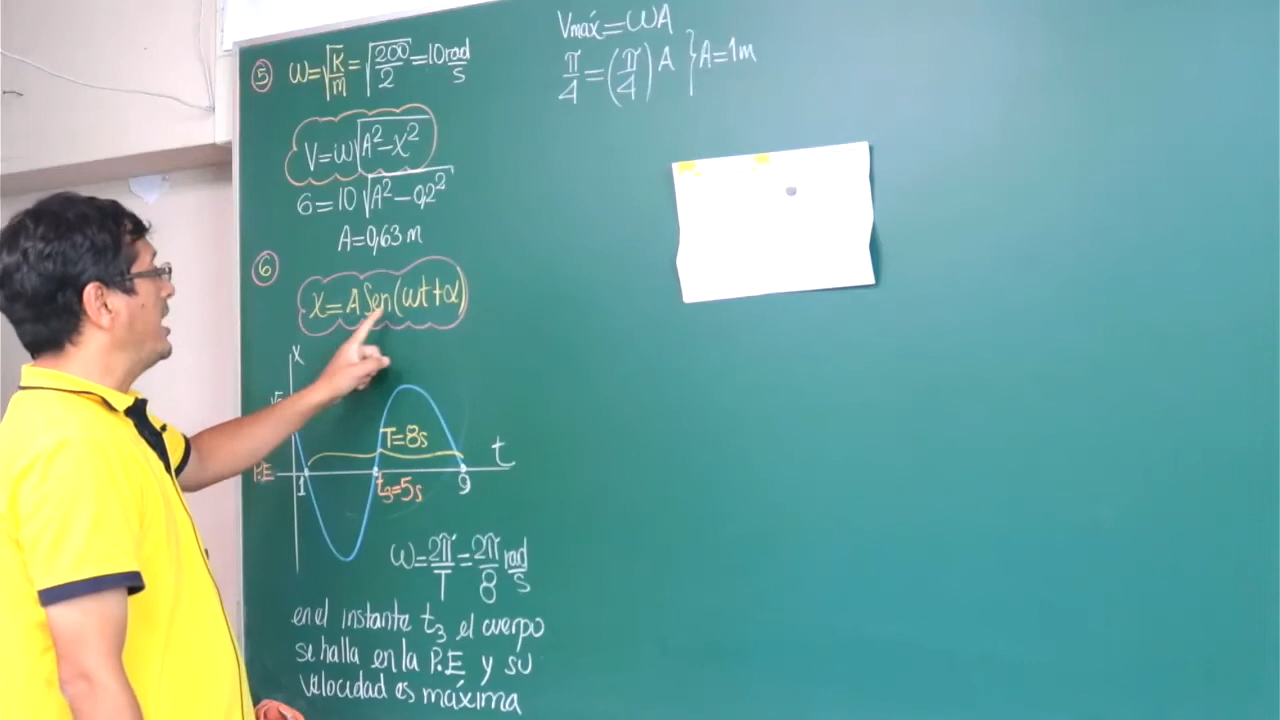 5 ω=√K/m=√200/2=10 rad/s
V=ω√A²-X²
6=10√A²-0,2²
A=0,63 m
6
X=A Sen(ωt+α)
x
T=8s
t
P.E
1
t₃=5s
9
ω=2π/T=2π/8 rad/s
en el instante t₃ el cuerpo
se halla en la P.E y su
velocidad es máxima
Vmáx=ωA
π/4=(π/4)A } A=1m